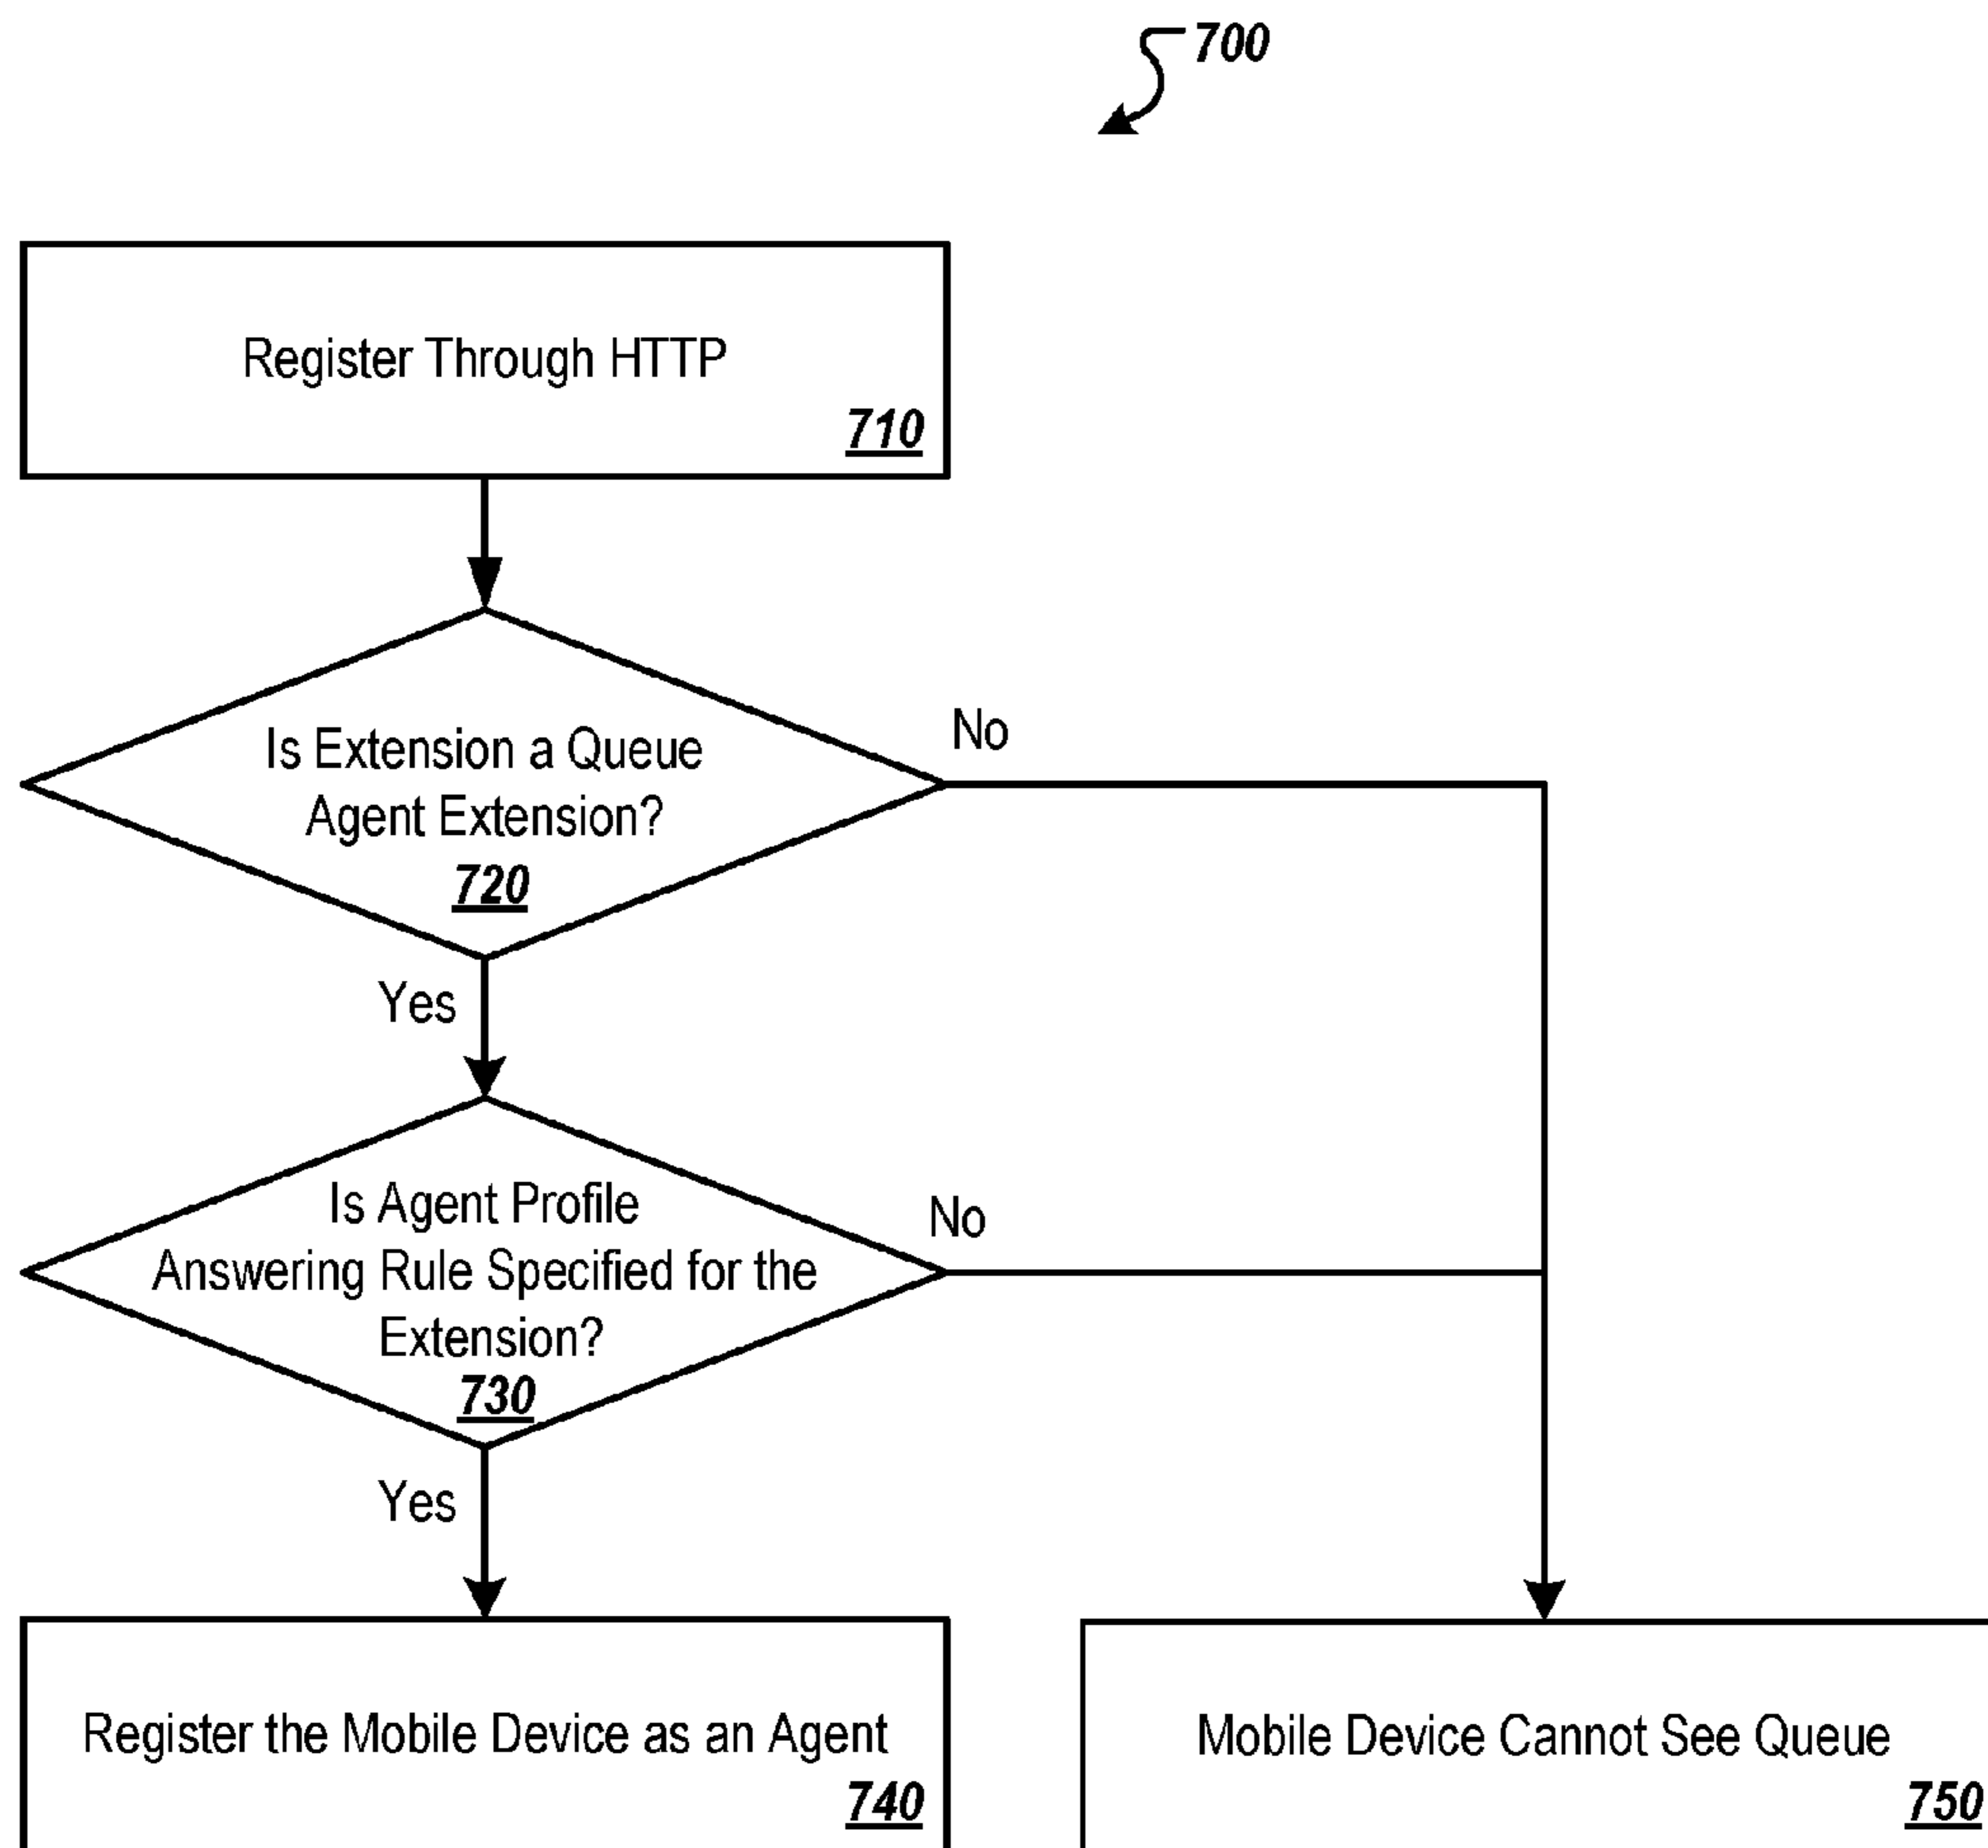 700
Register Through HTTP
710
Is Extension a Queue
Agent Extension?
720
No
Yes
Is Agent Profile
Answering Rule Specified for the
Extension?
730
No
Yes
Register the Mobile Device as an Agent
740
Mobile Device Cannot See Queue
750